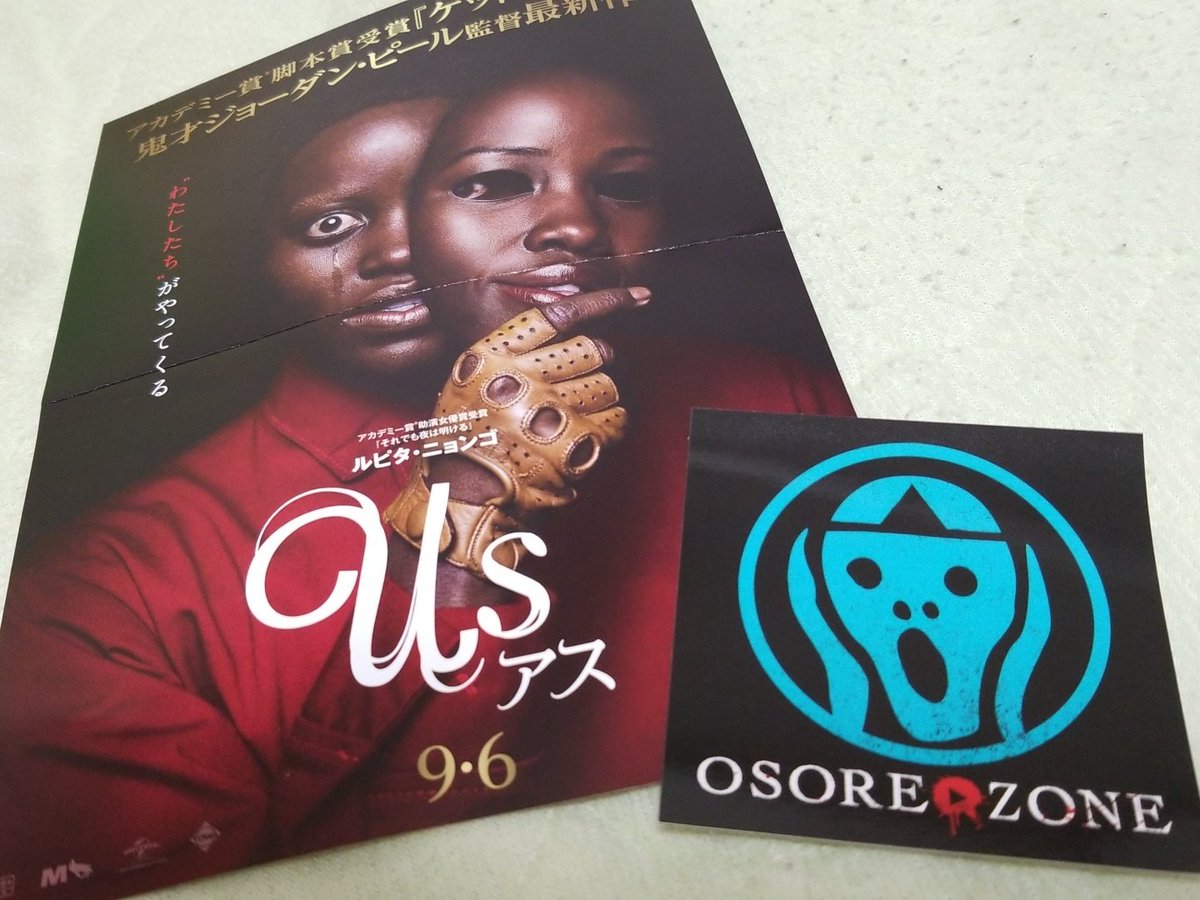 アカデミー賞®脚本賞受賞『ゲット
鬼才ジョーダン・ピール監督最新作
“わたしたち”がやってくる
アカデミー賞®助演女優賞受賞
『それでも夜は明ける』
ルピタ・ニョンゴ
us
アス
9・6
OSORE ZONE